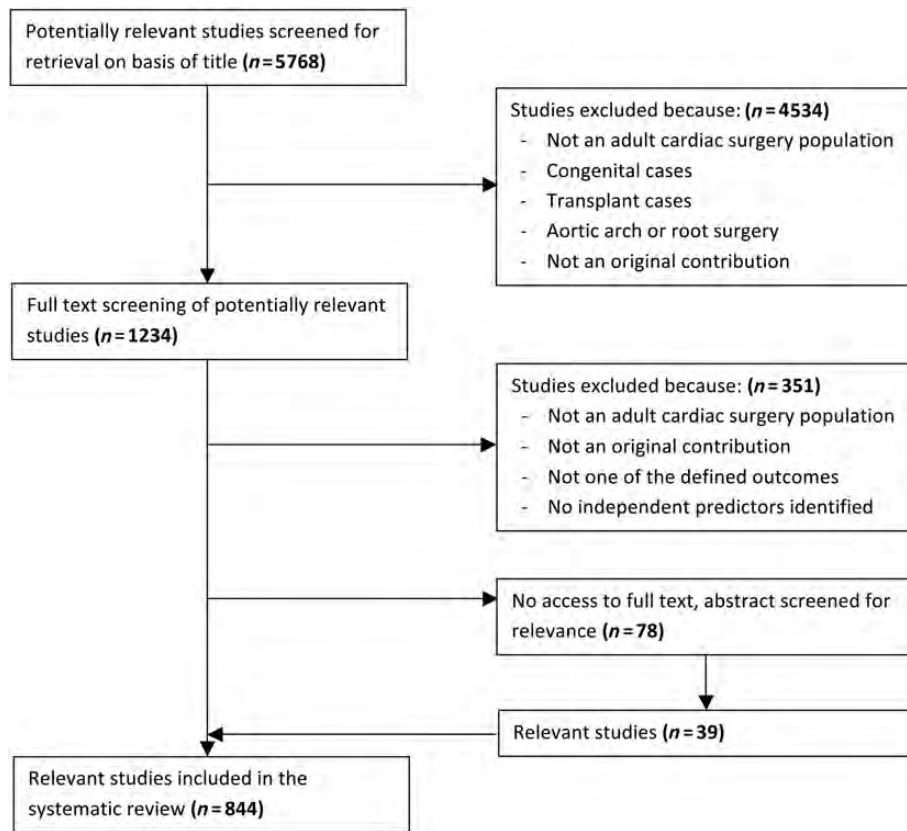 Potentially relevant studies screened for
retrieval on basis of title (n=5768)
Studies excluded because: (n=4534)
- Not an adult cardiac surgery population
- Congenital cases
- Transplant cases
- Aortic arch or root surgery
- Not an original contribution
Full text screening of potentially relevant
studies (n=1234)
Studies excluded because: (n=351)
- Not an adult cardiac surgery population
- Not an original contribution
- Not one of the defined outcomes
- No independent predictors identified
No access to full text, abstract screened for
relevance (n=78)
Relevant studies (n=39)
Relevant studies included in the
systematic review (n=844)